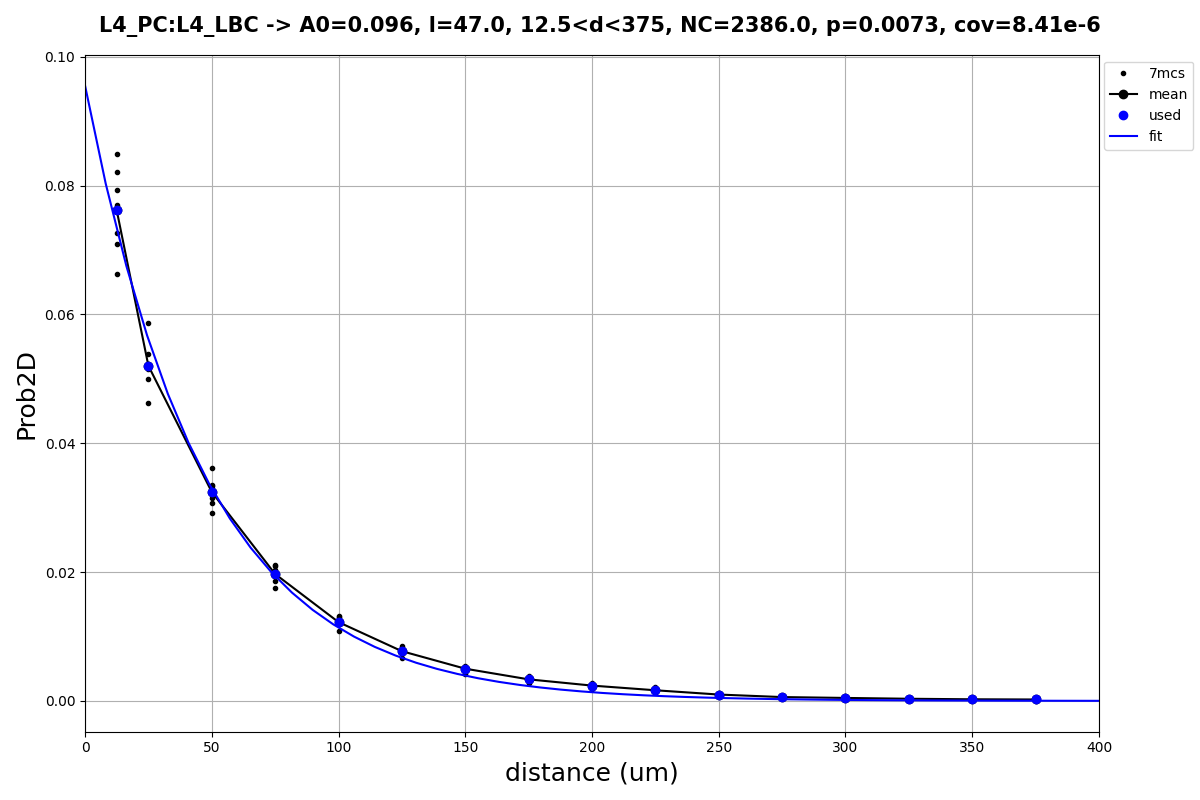 L4_PC:L4_LBC -> A0=0.096, l=47.0, 12.5<d<375, NC=2386.0, p=0.0073, cov=8.41e-6
7mcs
mean
used
fit
Prob2D
0.10
0.08
0.06
0.04
0.02
0.00
0 50 100 150 200 250 300 350 400
distance (um)